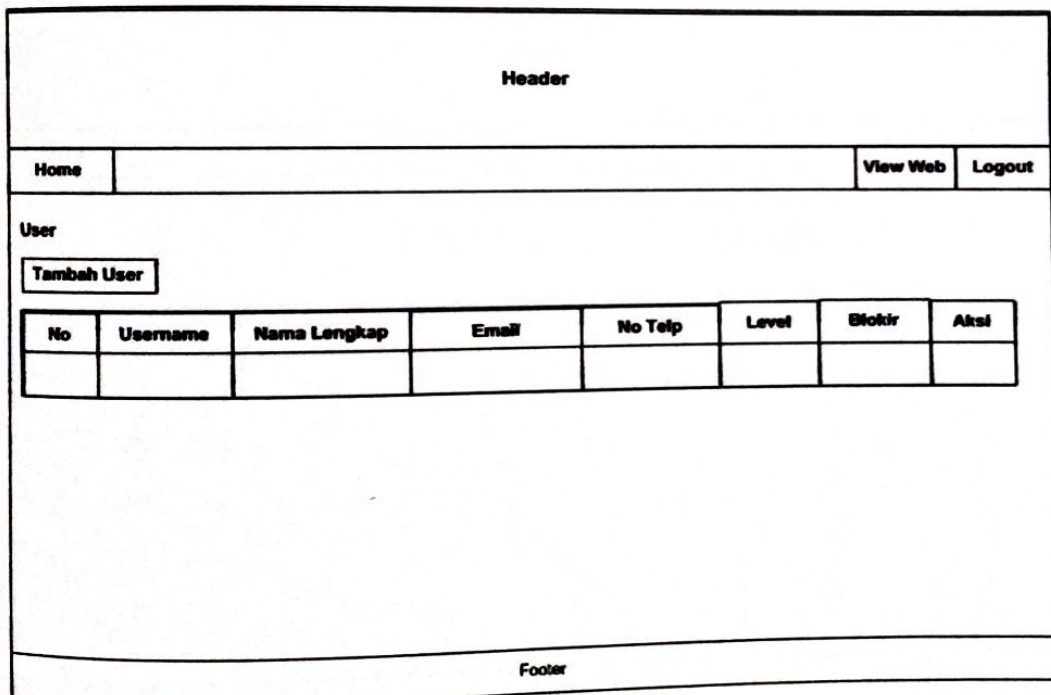 Header
Home View Web Logout
User
Tambah User
No Username Nama Lengkap Email No Telp Level Blokir Aksi
Footer